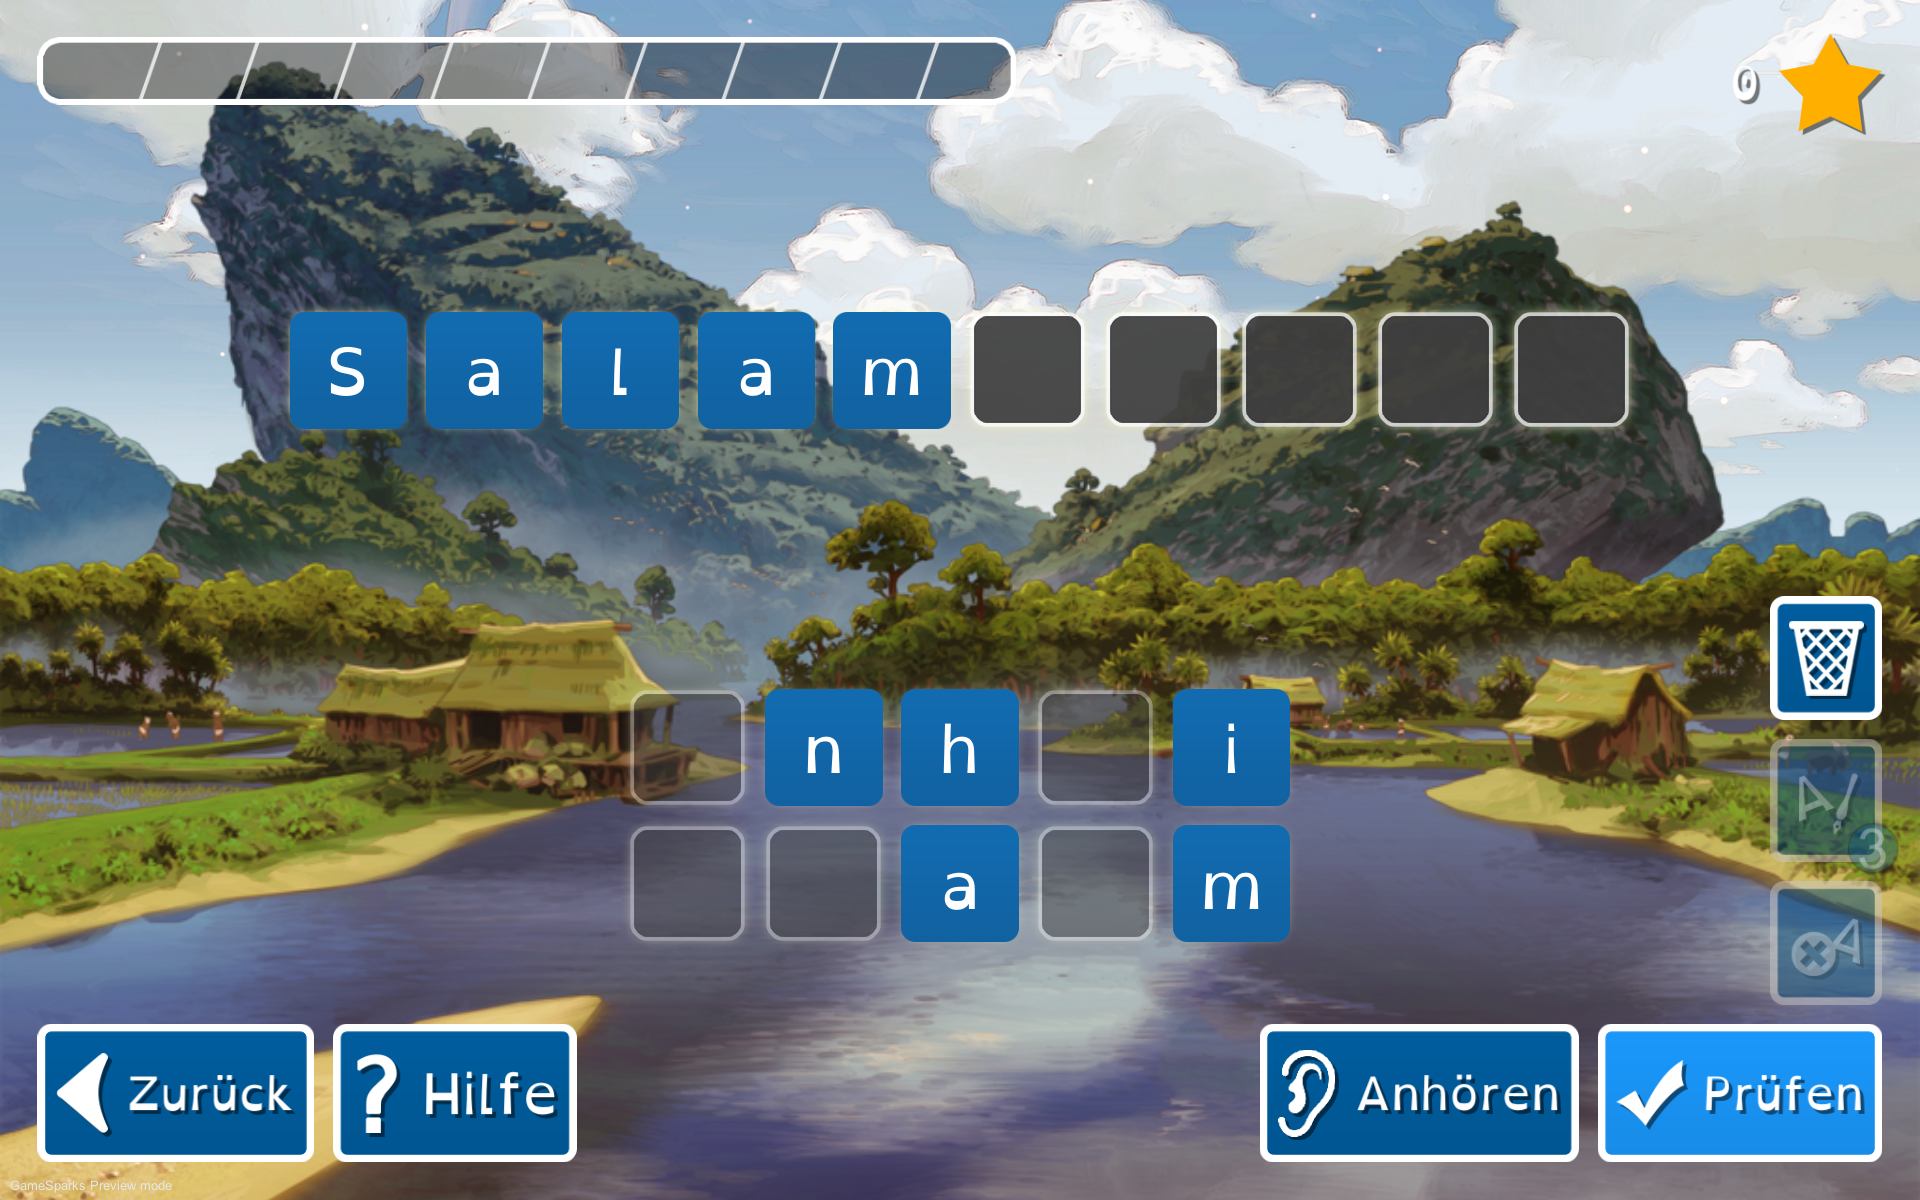 0
S a l a m
n h i
a m
A! 3
A
Zurück
? Hilfe
Anhören
Prüfen
GameSparks Preview mode